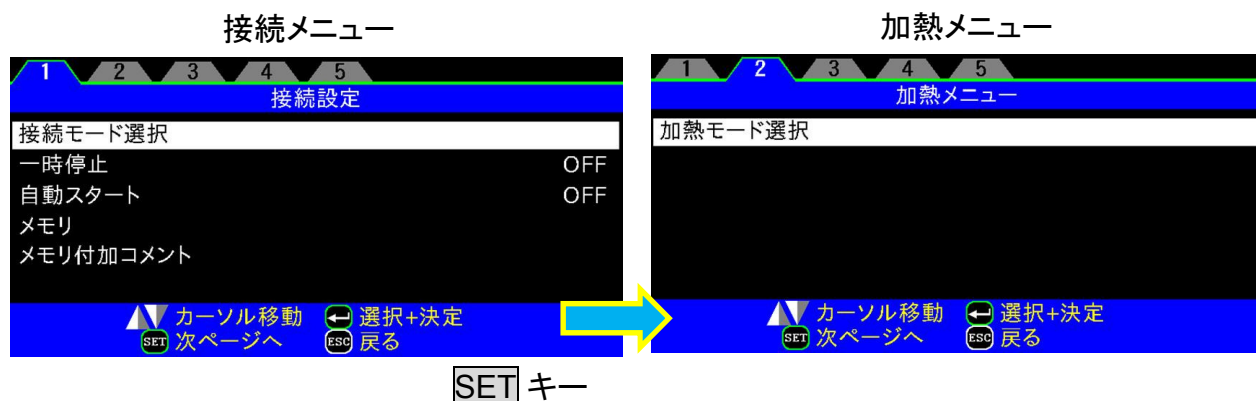 接続メニュー
1 2 3 4 5
接続設定
接続モード選択
一時停止 OFF
自動スタート OFF
メモリ
メモリ付加コメント
カーソル移動 選択+決定
SET 次ページへ ESC 戻る
加熱メニュー
1 2 3 4 5
加熱メニュー
加熱モード選択
カーソル移動 選択+決定
SET 次ページへ ESC 戻る
SET キー